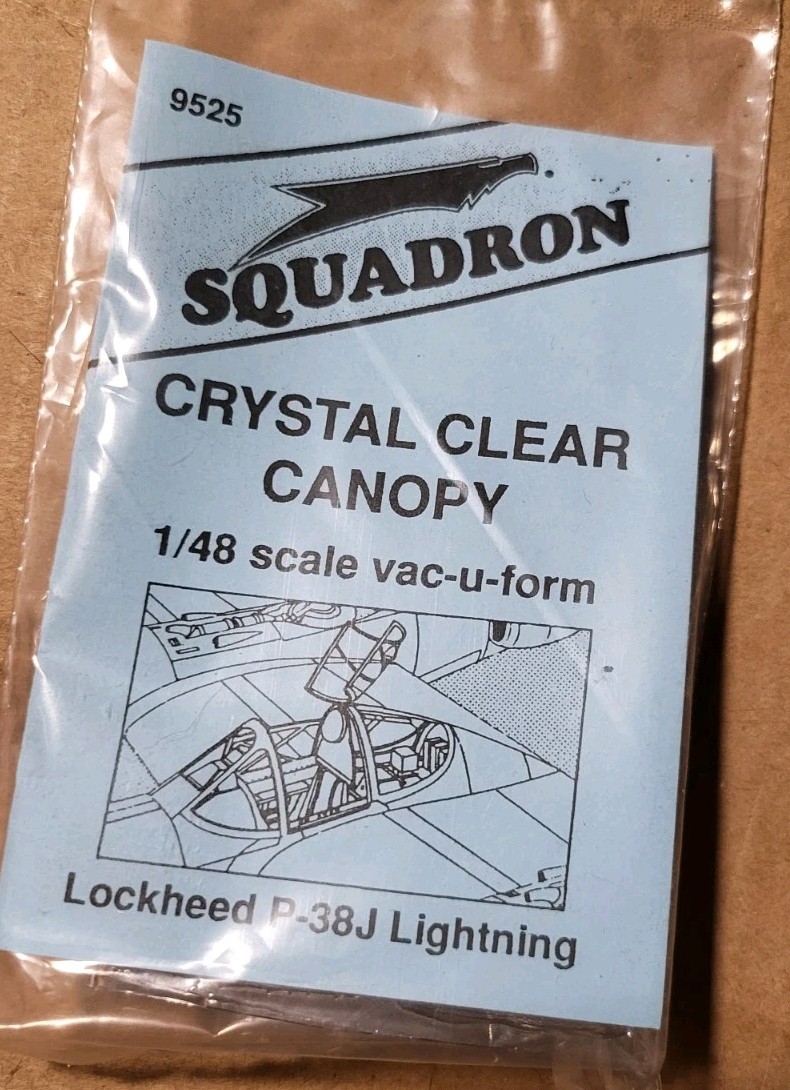 9525
SQUADRON
CRYSTAL CLEAR
CANOPY
1/48 scale vac-u-form
Lockheed P-38J Lightning